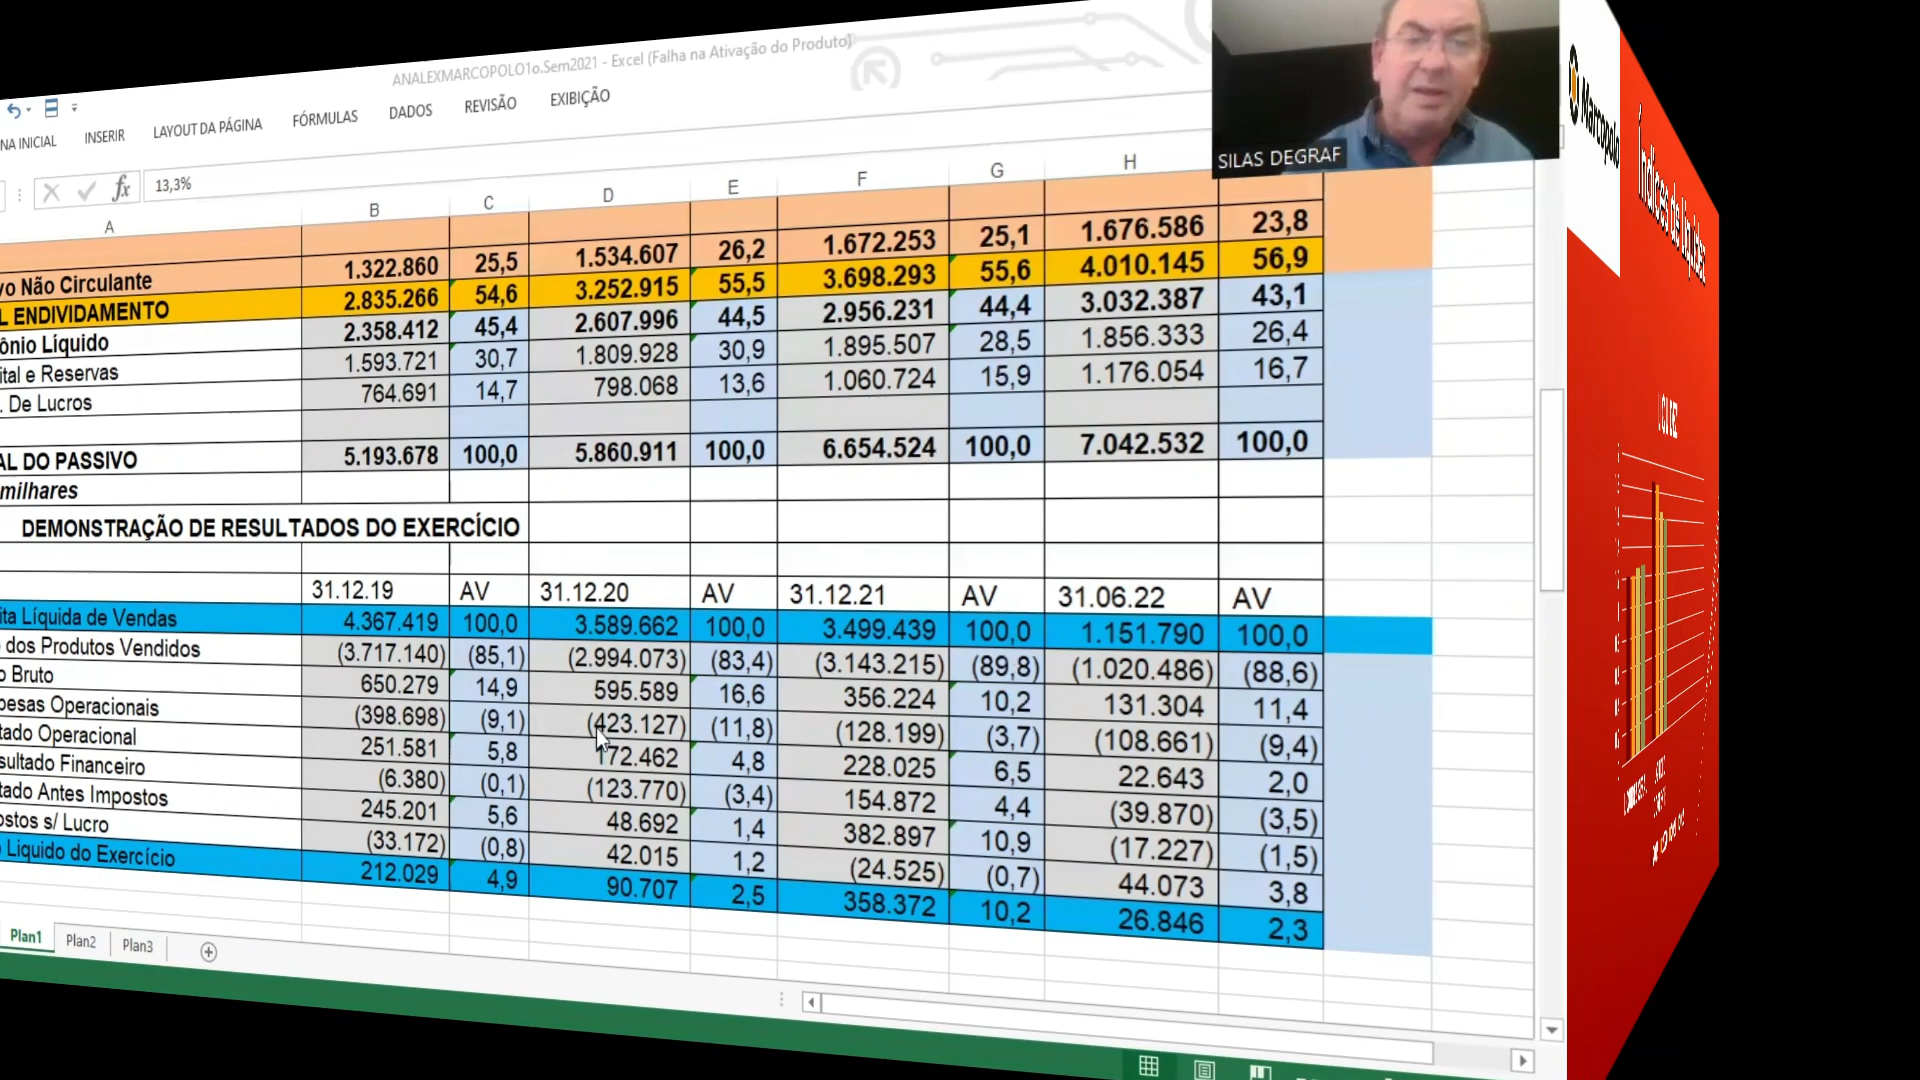 ANALEXMARCOPOLO1o.Sem2021 - Excel (Falha na Ativação do Produto)
NA INICIAL INSERIR LAYOUT DA PÁGINA FÓRMULAS DADOS REVISÃO EXIBIÇÃO
fx 13,3%
SILAS DEGRAF
Marcopolo
Índices de liquidez
A B C D E F G H
vo Não Circulante 1.322.860 25,5 1.534.607 26,2 1.672.253 25,1 1.676.586 23,8
L ENDIVIDAMENTO 2.835.266 54,6 3.252.915 55,5 3.698.293 55,6 4.010.145 56,9
ônio Líquido 2.358.412 45,4 2.607.996 44,5 2.956.231 44,4 3.032.387 43,1
ital e Reservas 1.593.721 30,7 1.809.928 30,9 1.895.507 28,5 1.856.333 26,4
. De Lucros 764.691 14,7 798.068 13,6 1.060.724 15,9 1.176.054 16,7
AL DO PASSIVO 5.193.678 100,0 5.860.911 100,0 6.654.524 100,0 7.042.532 100,0
milhares
DEMONSTRAÇÃO DE RESULTADOS DO EXERCÍCIO
31.12.19 AV 31.12.20 AV 31.12.21 AV 31.06.22 AV
ita Líquida de Vendas 4.367.419 100,0 3.589.662 100,0 3.499.439 100,0 1.151.790 100,0
dos Produtos Vendidos (3.717.140) (85,1) (2.994.073) (83,4) (3.143.215) (89,8) (1.020.486) (88,6)
o Bruto 650.279 14,9 595.589 16,6 356.224 10,2 131.304 11,4
pesas Operacionais (398.698) (9,1) (423.127) (11,8) (128.199) (3,7) (108.661) (9,4)
tado Operacional 251.581 5,8 172.462 4,8 228.025 6,5 22.643 2,0
sultado Financeiro (6.380) (0,1) (123.770) (3,4) 154.872 4,4 (39.870) (3,5)
tado Antes Impostos 245.201 5,6 48.692 1,4 382.897 10,9 (17.227) (1,5)
ostos s/ Lucro (33.172) (0,8) 42.015 1,2 (24.525) (0,7) 44.073 3,8
o Liquido do Exercício 212.029 4,9 90.707 2,5 358.372 10,2 26.846 2,3
Plan1 Plan2 Plan3